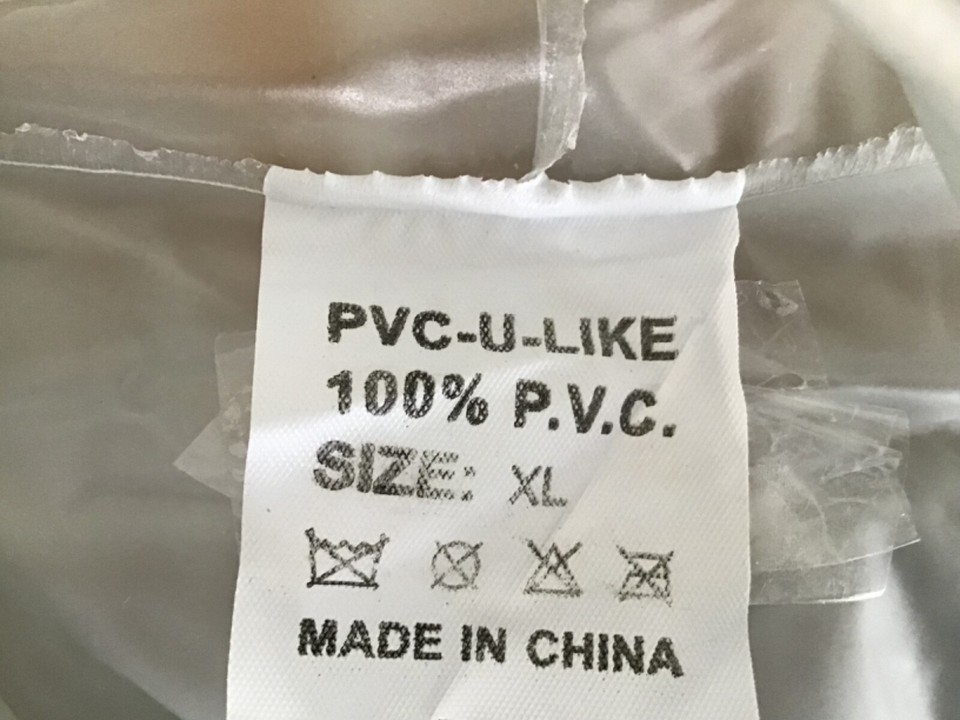 PVC-U-LIKE
100% P.V.C.
SIZE: XL
MADE IN CHINA